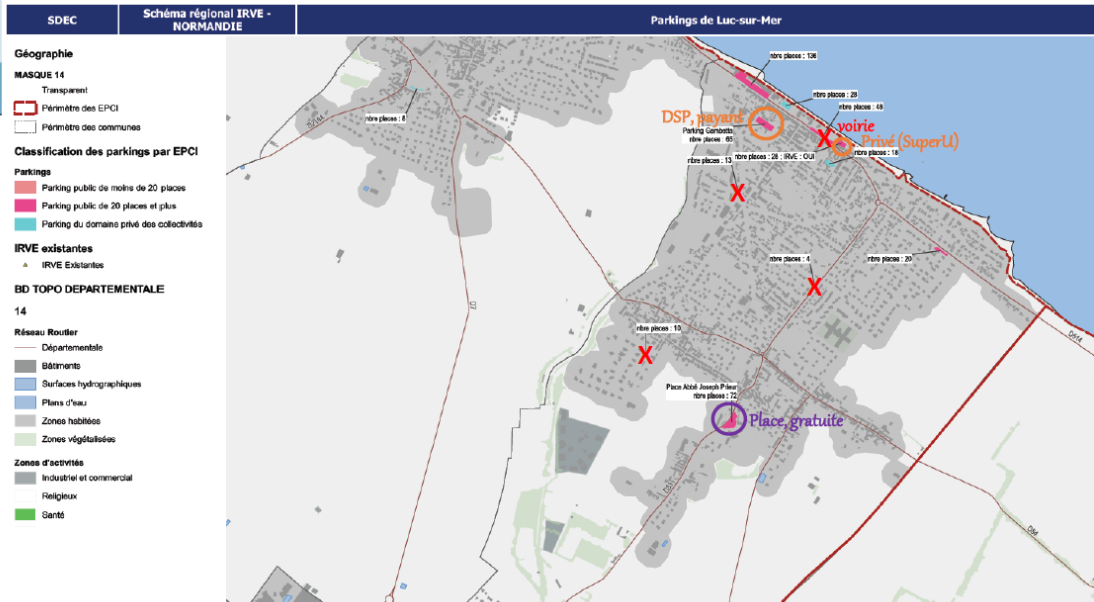 SDEC
Schéma régional IRVE -
NORMANDIE
Parkings de Luc-sur-Mer
Géographie
MASQUE 14
Transparent
Périmètre des EPCI
Périmètre des communes
Classification des parkings par EPCI
Parkings
Parking public de moins de 20 places
Parking public de 20 places et plus
Parking du domaine privé des collectivités
IRVE existantes
IRVE Existantes
BD TOPO DEPARTEMENTALE
14
Réseau Routier
Départementale
Bâtiments
Surfaces hydrographiques
Plans d'eau
Zones habitées
Zones végétalisées
Zones d'activités
Industriel et commercial
Religieux
Santé
nbre places : 136
nbre places : 28
nbre places : 48
nbre places : 8
DSP, payant
Parking Gambetta
nbre places : 65
X voirie
Privé (SuperU)
nbre places : 18
nbre places : 13
nbre places : 28 ; IRVE : OUI
X
nbre places : 4
nbre places : 20
X
nbre places : 10
X
D514
D7
Place Abbé Joseph Prieur
nbre places : 72
Place, gratuite